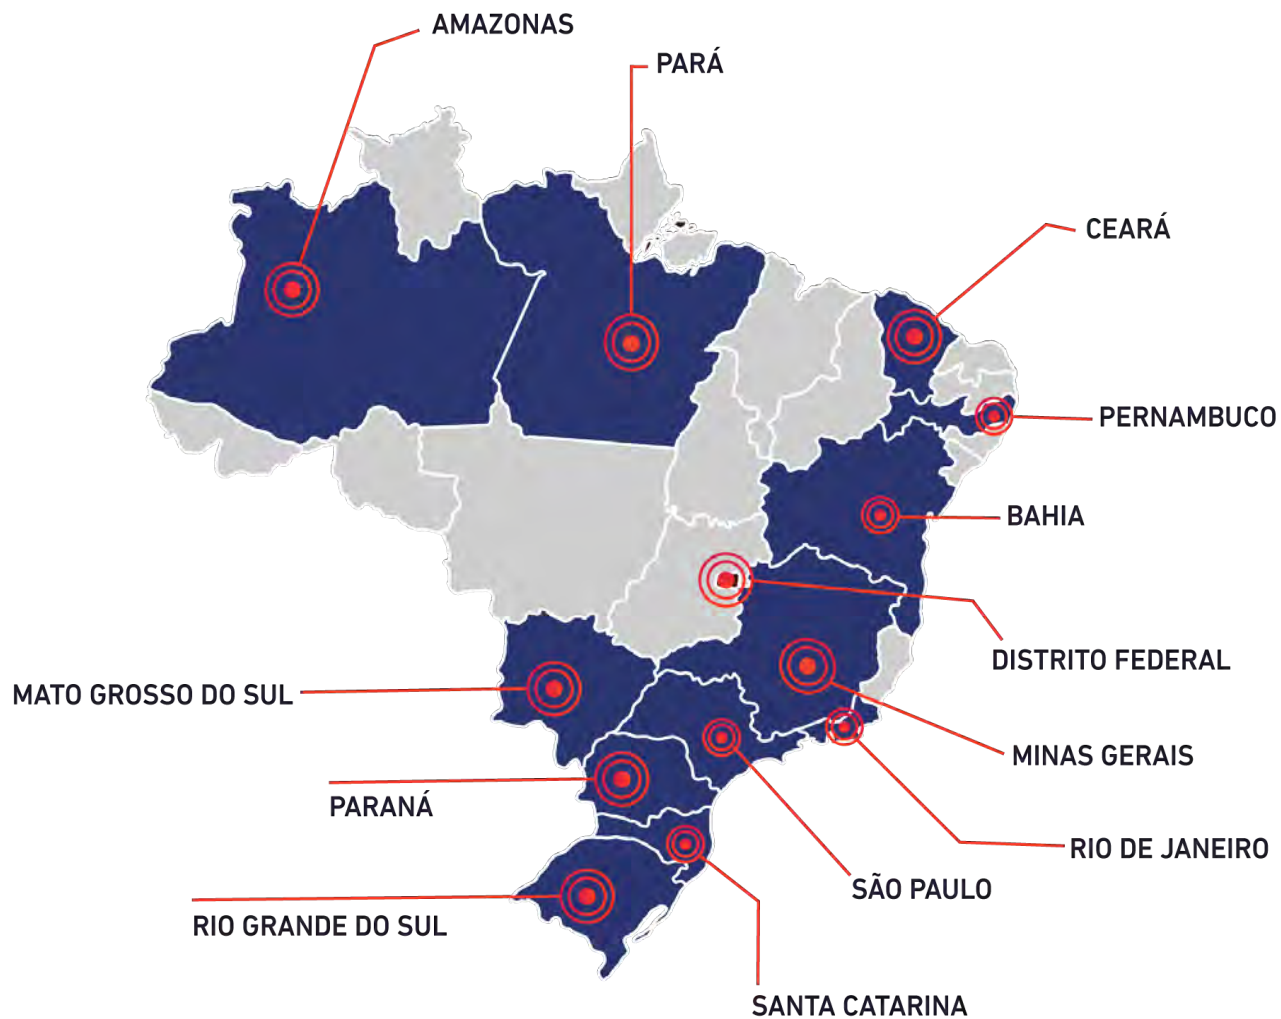 AMAZONAS
PARÁ
CEARÁ
PERNAMBUCO
BAHIA
DISTRITO FEDERAL
MATO GROSSO DO SUL
MINAS GERAIS
PARANÁ
RIO DE JANEIRO
SÃO PAULO
RIO GRANDE DO SUL
SANTA CATARINA